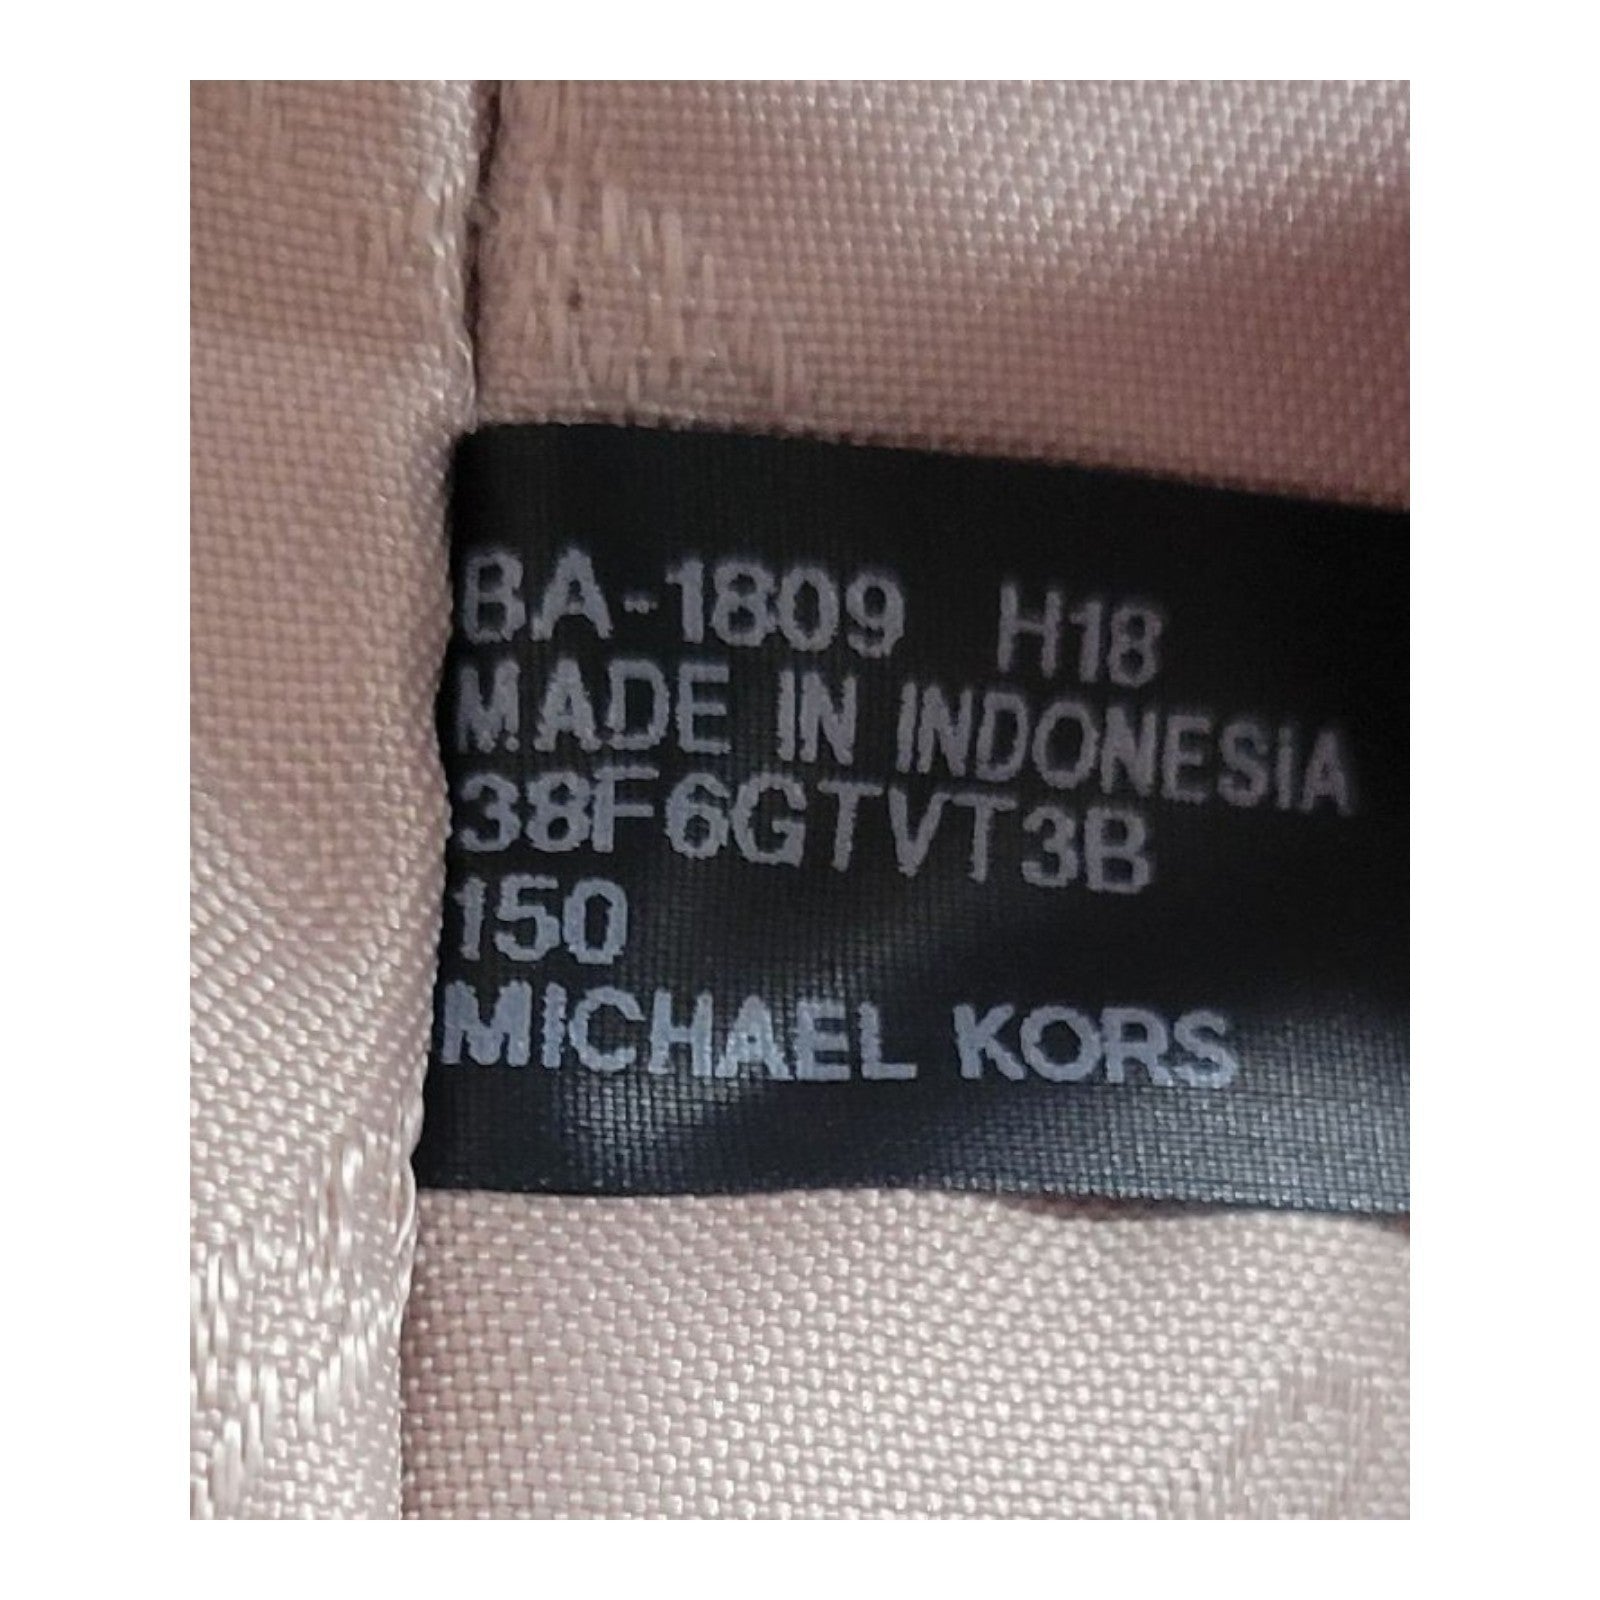 BA-1809 H18
MADE IN INDONESIA
38F6GTVT3B
150
MICHAEL KORS